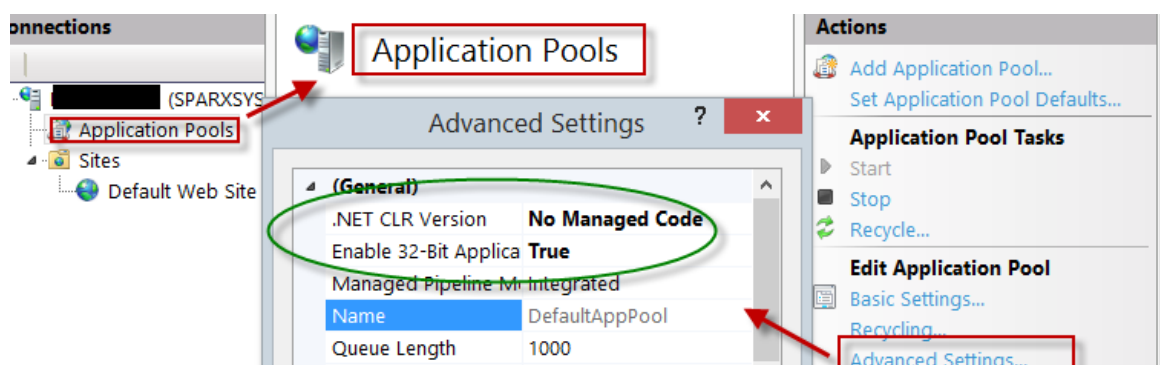 onnections
(SPARXSYS
Application Pools
Sites
Default Web Site
Application Pools
Advanced Settings
?
x
(General)
.NET CLR Version No Managed Code
Enable 32-Bit Applica True
Managed Pipeline M Integrated
Name DefaultAppPool
Queue Length 1000
Actions
Add Application Pool...
Set Application Pool Defaults...
Application Pool Tasks
Start
Stop
Recycle...
Edit Application Pool
Basic Settings...
Recycling...
Advanced Settings...